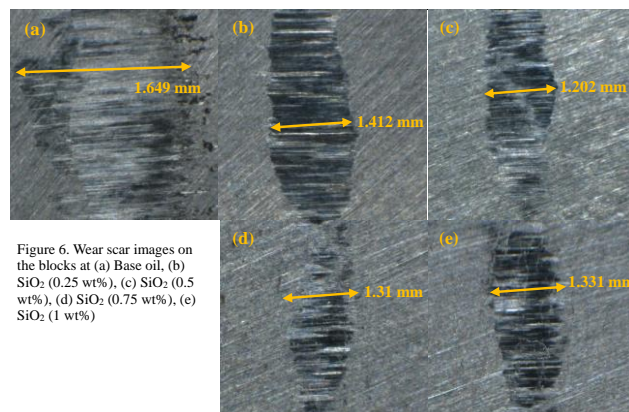 (a)
1.649 mm
(b)
1.412 mm
(c)
1.202 mm
(d)
1.31 mm
(e)
1.331 mm
Figure 6. Wear scar images on
the blocks at (a) Base oil, (b)
SiO₂ (0.25 wt%), (c) SiO₂ (0.5
wt%), (d) SiO₂ (0.75 wt%), (e)
SiO₂ (1 wt%)